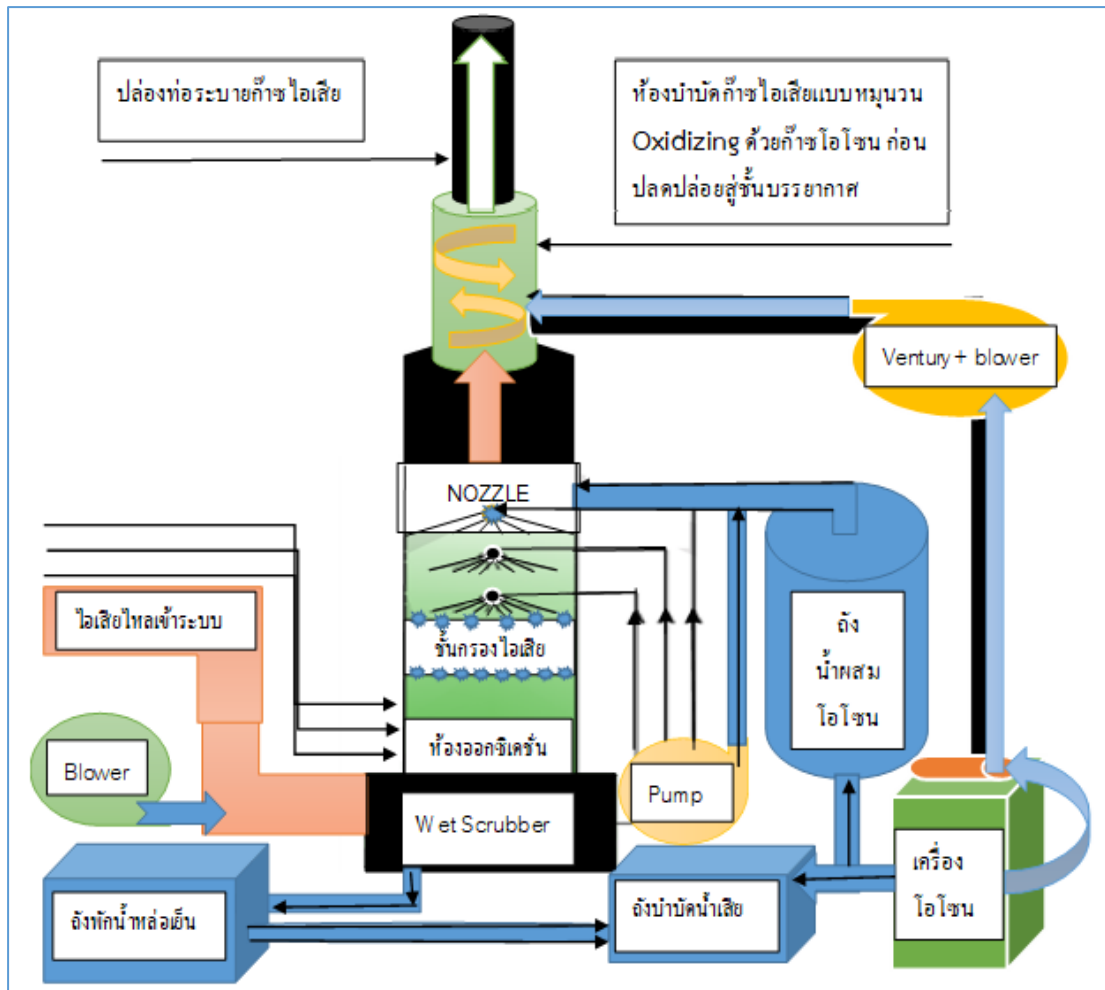 ปล่องท่อระบายก๊าซไอเสีย
ห้องบำบัดก๊าซไอเสียแบบหมุนวน
Oxidizing ด้วยก๊าซโอโซน ก่อน
ปลดปล่อยสู่ชั้นบรรยากาศ
Ventury + blower
NOZZLE
ไอเสียไหลเข้าระบบ
ชั้นกรองไอเสีย
ถัง
น้ำผสม
โอโซน
ห้องออกซิเดชั่น
Blower
Pump
Wet Scrubber
ถังพักน้ำหล่อเย็น
ถังบำบัดน้ำเสีย
เครื่อง
โอโซน